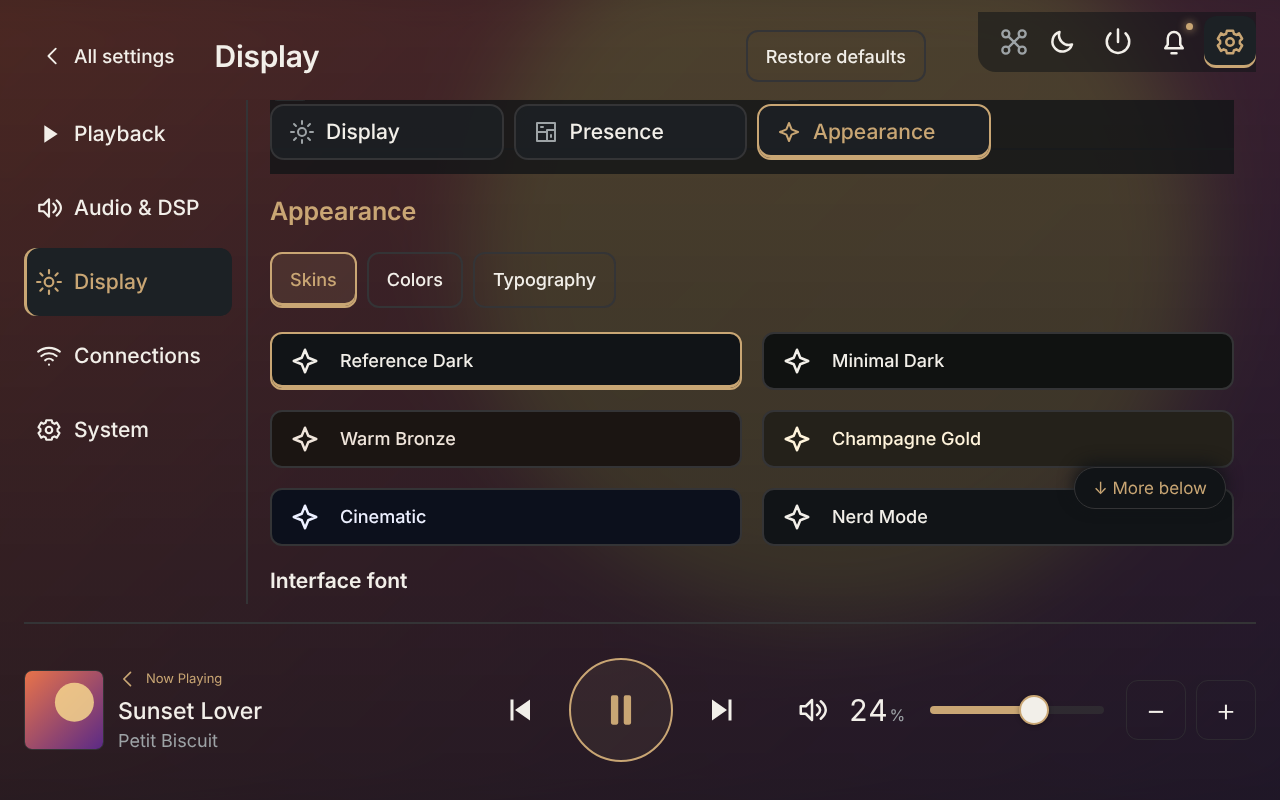 All settings
Display
Restore defaults
Playback
Audio & DSP
Display
Connections
System
Display
Presence
Appearance
Appearance
Skins
Colors
Typography
Reference Dark
Minimal Dark
Warm Bronze
Champagne Gold
Cinematic
Nerd Mode
↓ More below
Interface font
Now Playing
Sunset Lover
Petit Biscuit
24%